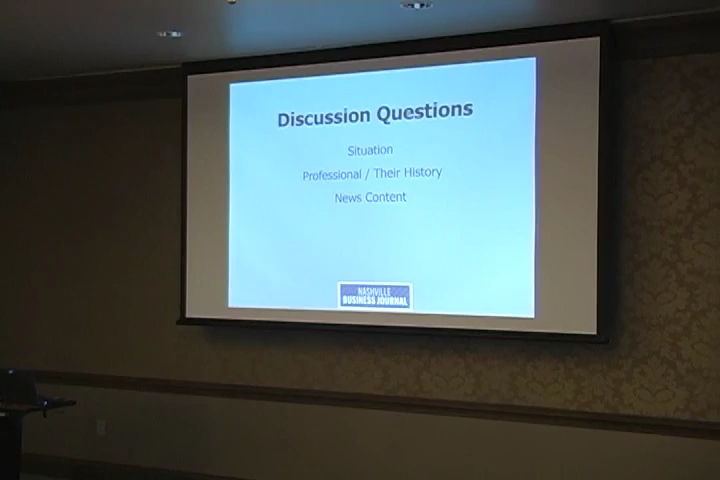 Discussion Questions
Situation
Professional / Their History
News Content
NASHVILLE
BUSINESS JOURNAL